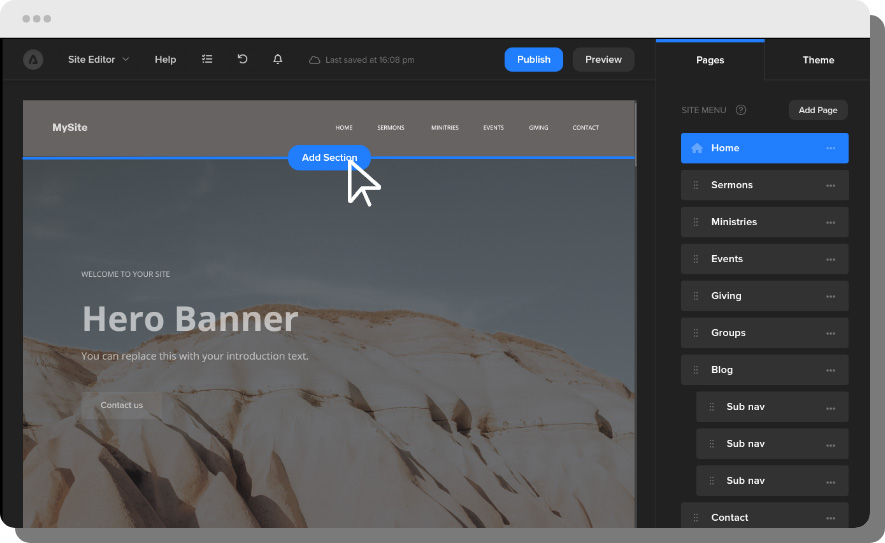 Site Editor Help Last saved at 16:08 pm Publish Preview
Pages Theme
SITE MENU ? Add Page
MySite HOME SERMONS MINITRIES EVENTS GIVING CONTACT
Add Section
WELCOME TO YOUR SITE
Hero Banner
You can replace this with your introduction text.
Contact us
Home
Sermons
Ministries
Events
Giving
Groups
Blog
Sub nav
Sub nav
Sub nav
Contact